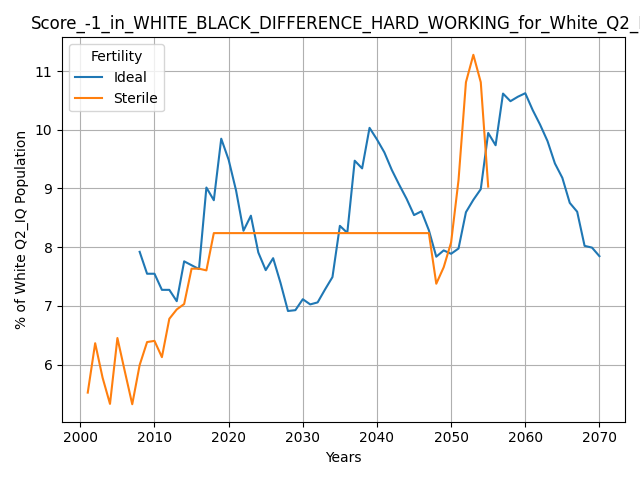 Score_-1_in_WHITE_BLACK_DIFFERENCE_HARD_WORKING_for_White_Q2_I
Fertility
Ideal
Sterile
% of White Q2_IQ Population
11
10
9
8
7
6
2000 2010 2020 2030 2040 2050 2060 2070
Years